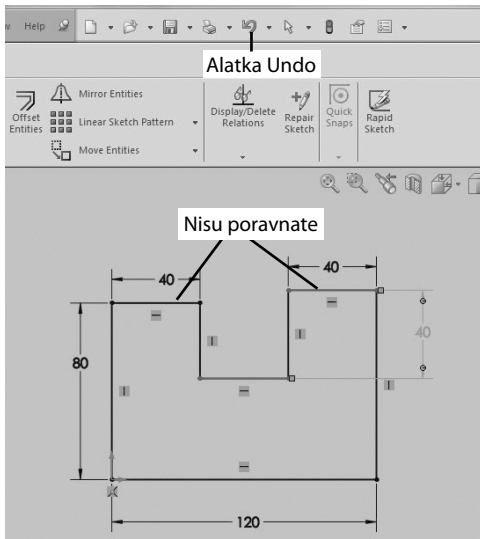 w Help
Alatka Undo
Offset Entities
Mirror Entities
Linear Sketch Pattern
Move Entities
Display/Delete Relations
Repair Sketch
Quick Snaps
Rapid Sketch
Nisu poravnate
40
40
40
80
120